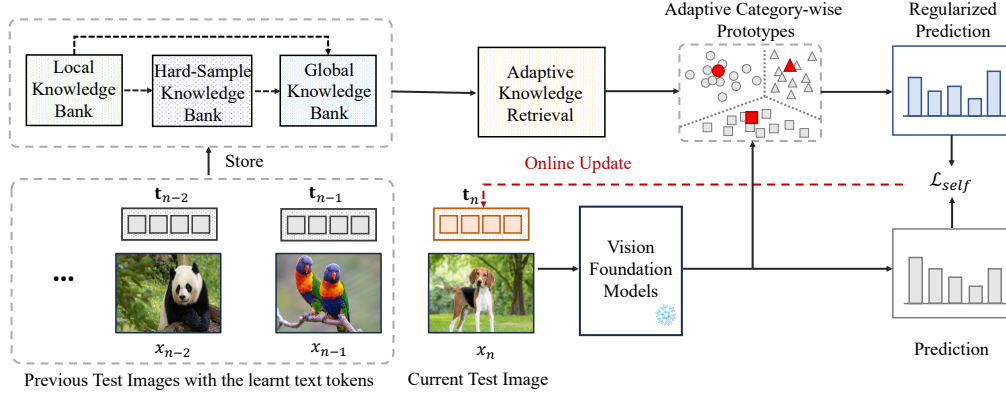 Adaptive Category-wise
Prototypes
Regularized
Prediction
Local
Knowledge
Bank
Hard-Sample
Knowledge
Bank
Global
Knowledge
Bank
Adaptive
Knowledge
Retrieval
Store
Online Update
t_{n-2}
t_{n-1}
t_n
ℒ_{self}
...
Vision
Foundation
Models
x_{n-2}
x_{n-1}
x_n
Prediction
Previous Test Images with the learnt text tokens
Current Test Image